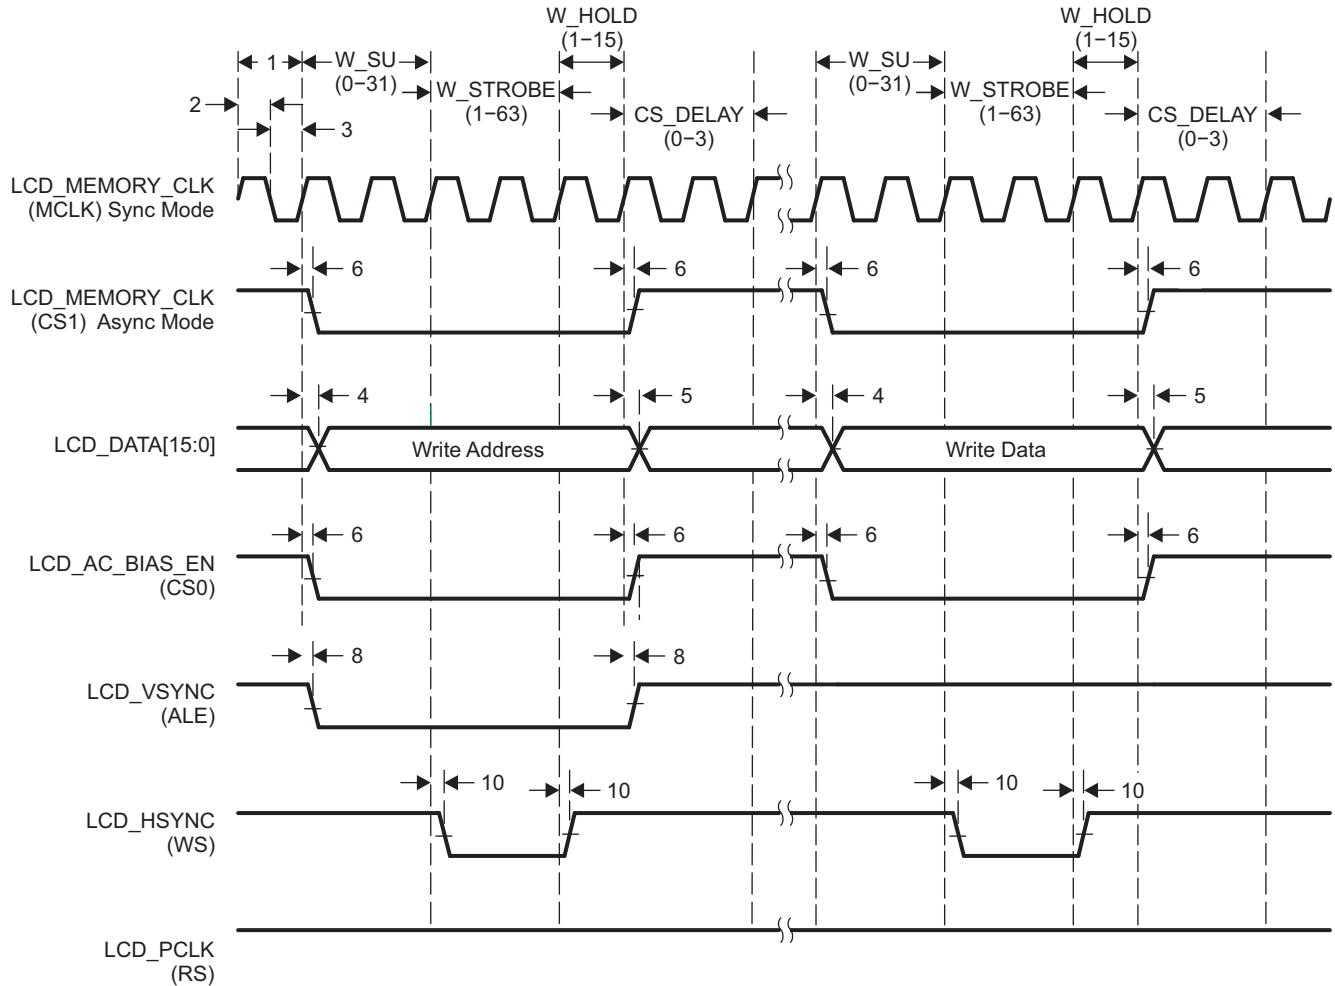 W_HOLD
(1−15)
W_HOLD
(1−15)
1
W_SU
(0−31)
W_SU
(0−31)
2
W_STROBE
(1−63)
W_STROBE
(1−63)
3
CS_DELAY
(0−3)
CS_DELAY
(0−3)
LCD_MEMORY_CLK
(MCLK) Sync Mode
6
6
6
6
LCD_MEMORY_CLK
(CS1) Async Mode
4
5
4
5
LCD_DATA[15:0]
Write Address
Write Data
6
6
6
6
LCD_AC_BIAS_EN
(CS0)
8
8
LCD_VSYNC
(ALE)
10
10
10
10
LCD_HSYNC
(WS)
LCD_PCLK
(RS)